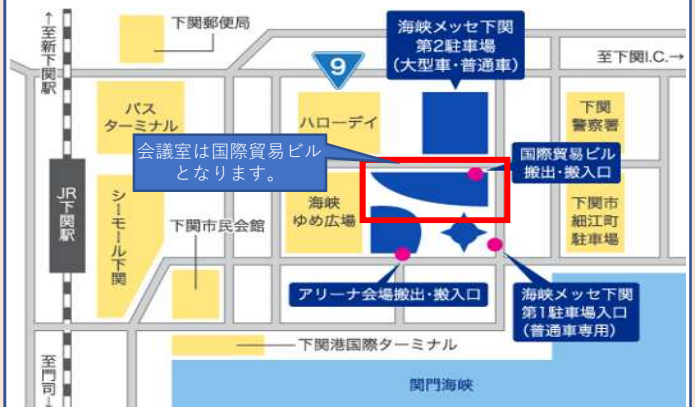 ↑至新下関駅
下関郵便局
海峡メッセ下関
第2駐車場
(大型車・普通車)
至下関I.C.→
9
バス
ターミナル
ハローデイ
下関
警察署
会議室は国際貿易ビル
となります。
国際貿易ビル
搬出・搬入口
JR下関駅
シーモール下関
下関市民会館
海峡
ゆめ広場
下関市
細江町
駐車場
アリーナ会場搬出・搬入口
海峡メッセ下関
第1駐車場入口
(普通車専用)
下関港国際ターミナル
至門司↓
関門海峡